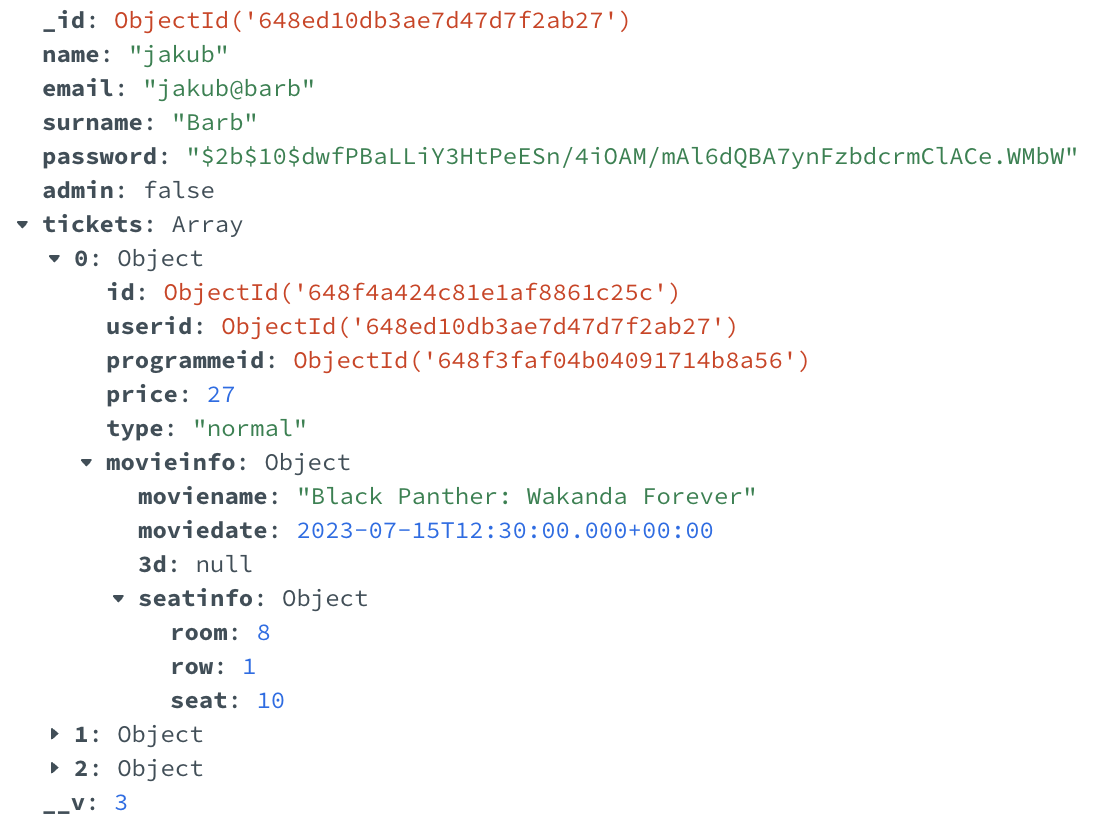 _id: ObjectId('648ed10db3ae7d47d7f2ab27')
name: "jakub"
email: "jakub@barb"
surname: "Barb"
password: "$2b$10$dwfPBaLLiY3HtPeESn/4iOAM/mAl6dQBA7ynFzbdcrmClACe.WMbW"
admin: false
tickets: Array
0: Object
id: ObjectId('648f4a424c81e1af8861c25c')
userid: ObjectId('648ed10db3ae7d47d7f2ab27')
programmeid: ObjectId('648f3faf04b04091714b8a56')
price: 27
type: "normal"
movieinfo: Object
moviename: "Black Panther: Wakanda Forever"
moviedate: 2023-07-15T12:30:00.000+00:00
3d: null
seatinfo: Object
room: 8
row: 1
seat: 10
1: Object
2: Object
__v: 3